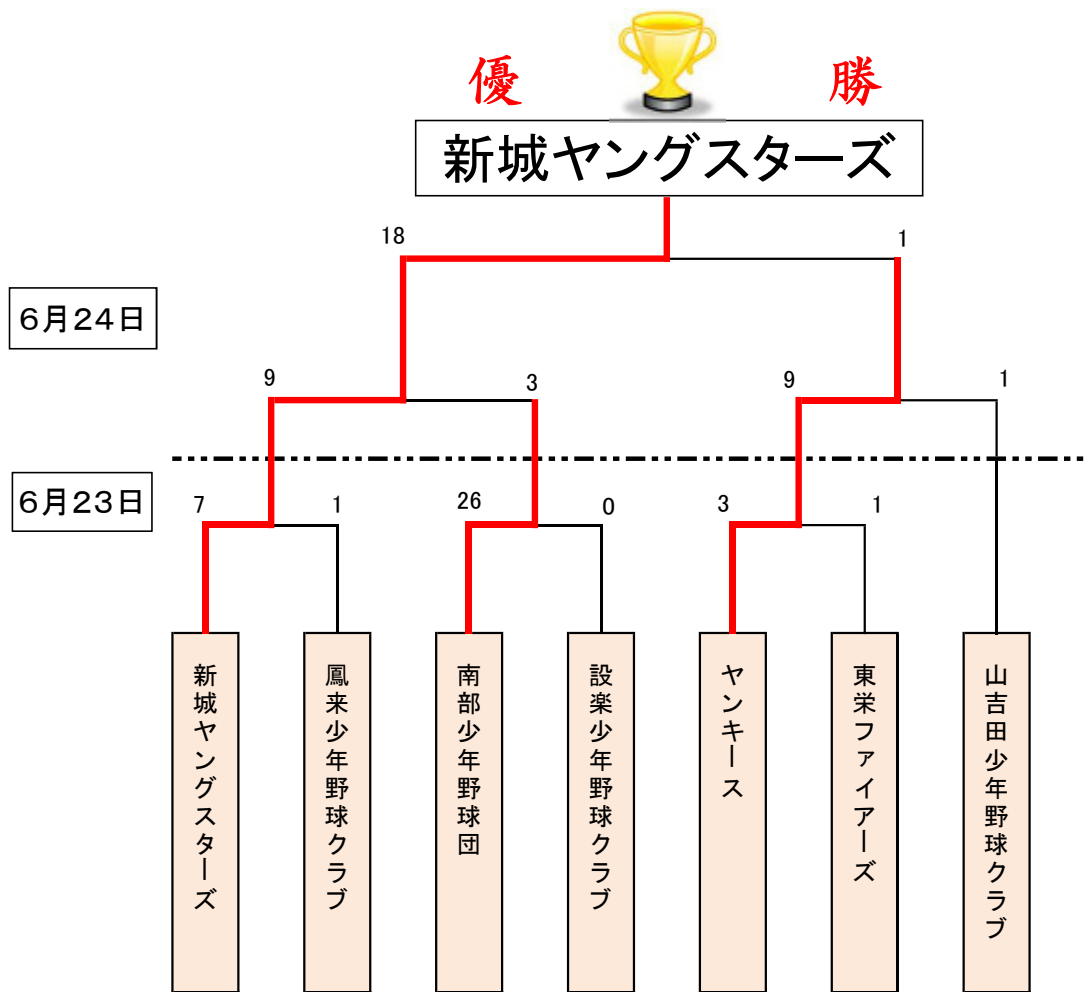 優 勝
新城ヤングスターズ
18 1
6月24日
9 3 9 1
6月23日
7 1 26 0 3 1
新城ヤングスターズ
鳳来少年野球クラブ
南部少年野球団
設楽少年野球クラブ
ヤンキース
東栄ファイアーズ
山吉田少年野球クラブ